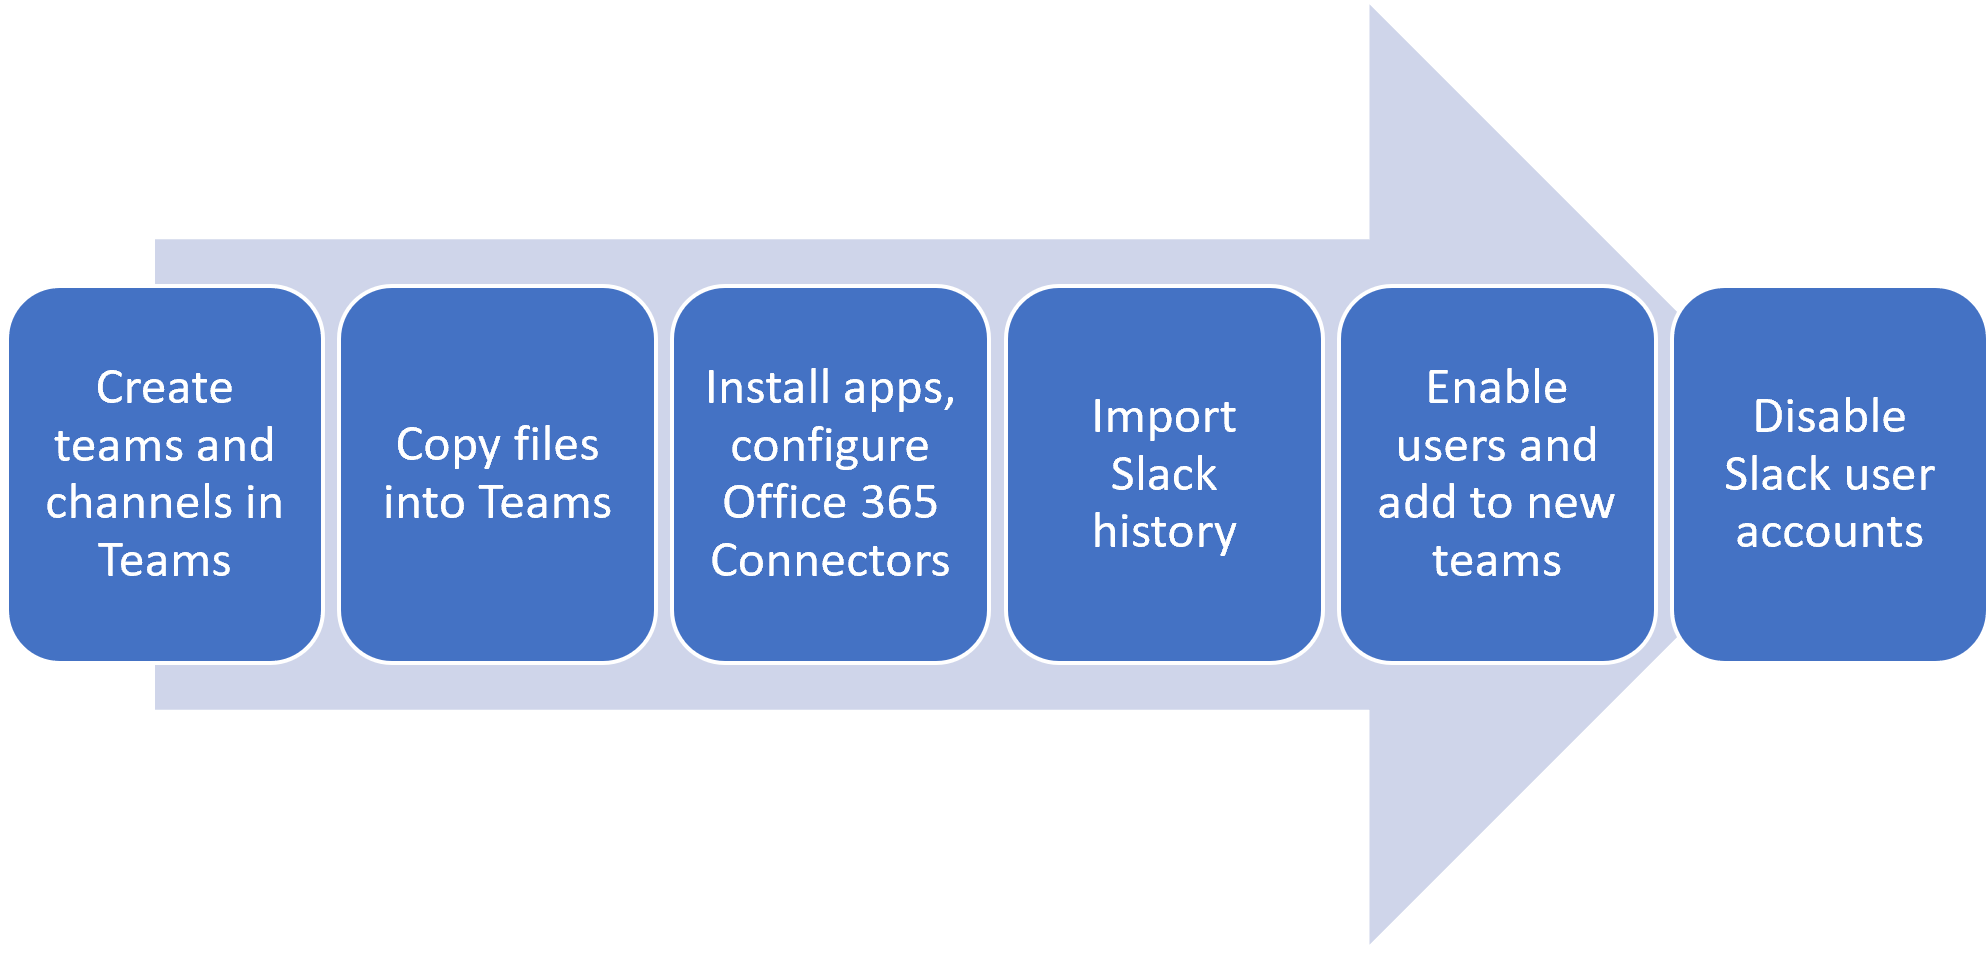 Create
teams and
channels in
Teams
Copy files
into Teams
Install apps,
configure
Office 365
Connectors
Import
Slack
history
Enable
users and
add to new
teams
Disable
Slack user
accounts